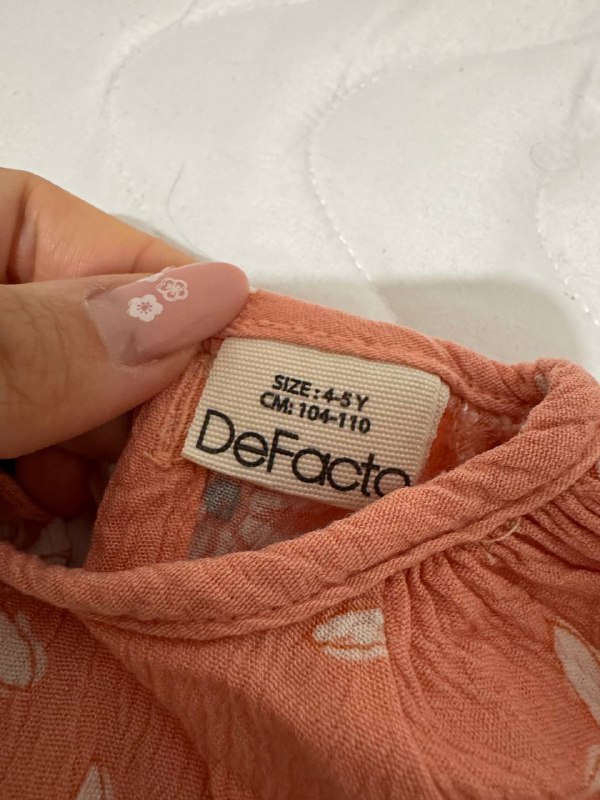 SIZE : 4-5 Y
CM: 104-110
DeFacto